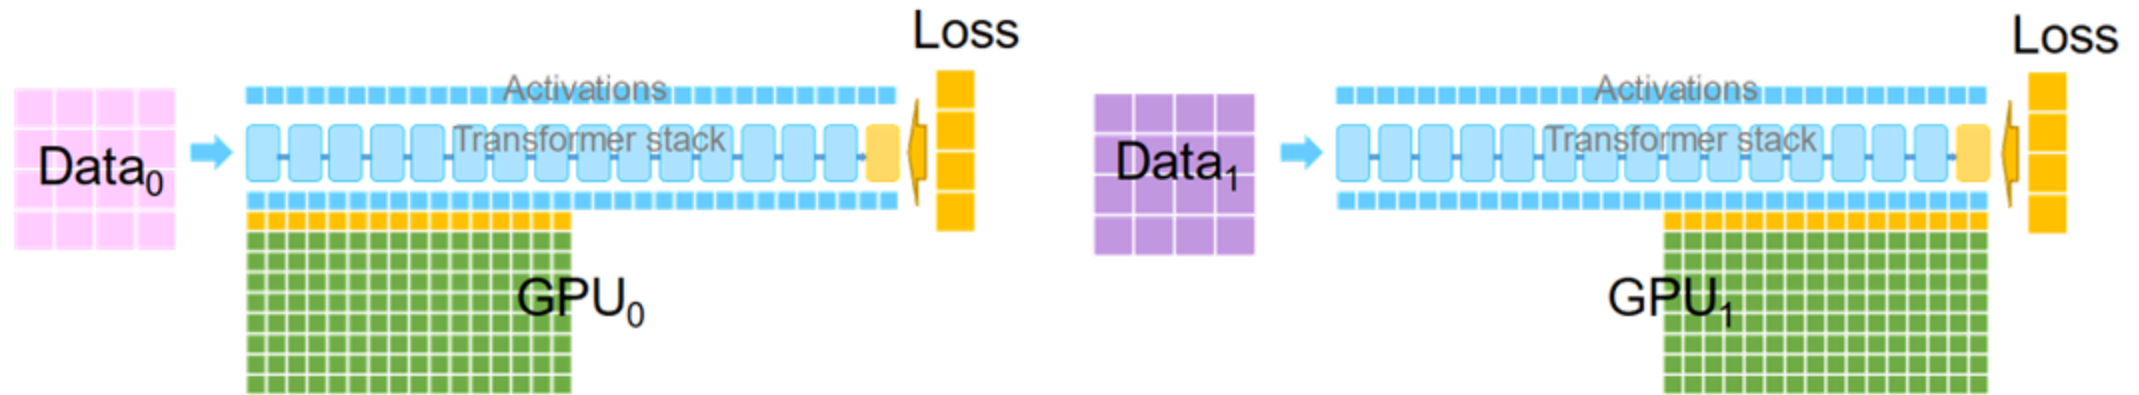 Loss
Activations
Transformer stack
Data₀
GPU₀
Loss
Activations
Transformer stack
Data₁
GPU₁